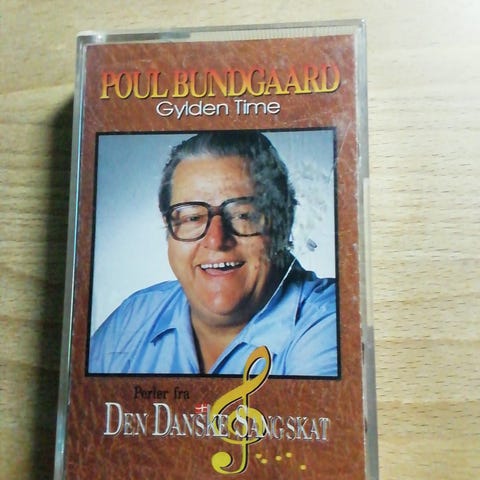 POUL BUNDGAARD
Gylden Time
Perler fra
DEN DANSKE SANGSKAT